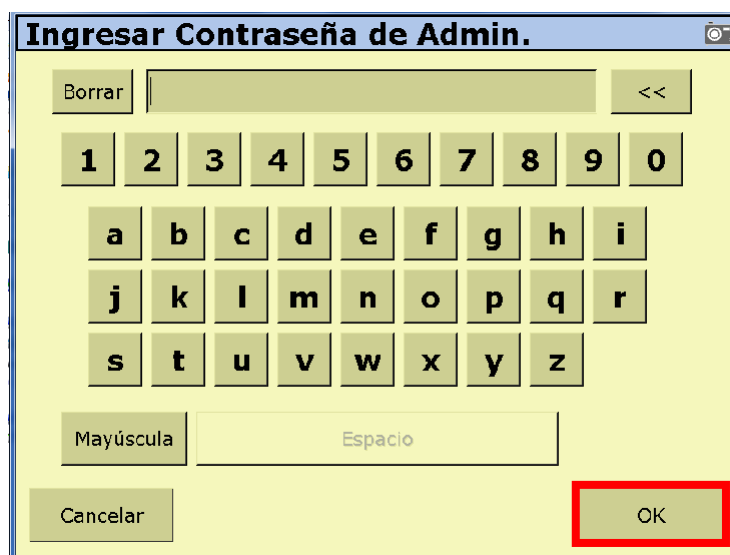 Ingresar Contraseña de Admin.
Borrar <<
1 2 3 4 5 6 7 8 9 0
a b c d e f g h i
j k l m n o p q r
s t u v w x y z
Mayúscula Espacio
Cancelar OK